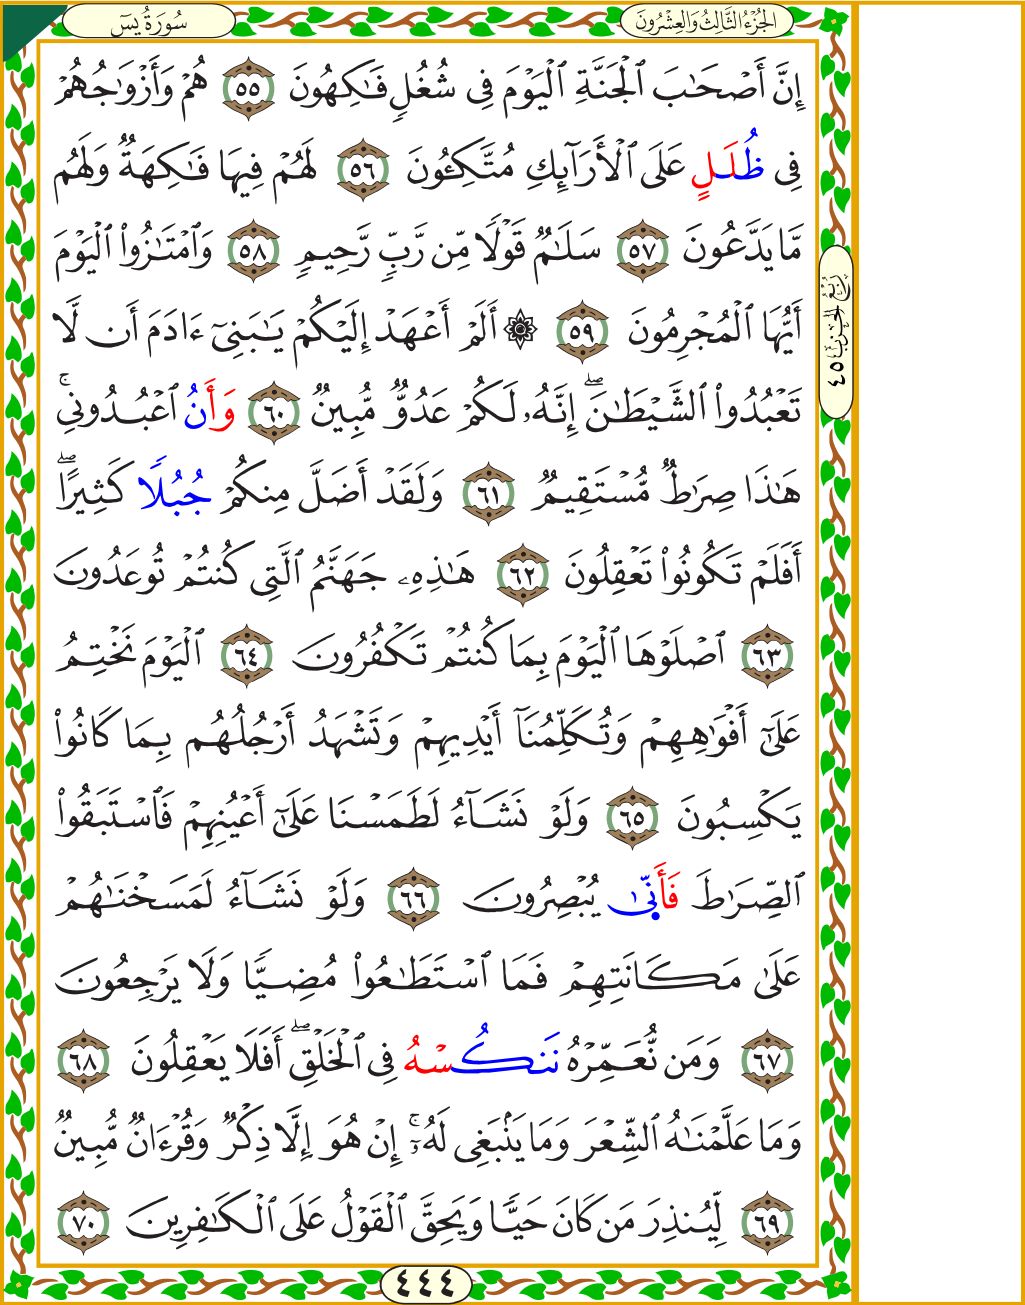 الجُزْءُ الثَّالِثُ وَالعِشْرُونَ
سُورَةُ يسٓ
إِنَّ أَصْحَٰبَ ٱلْجَنَّةِ ٱلْيَوْمَ فِي شُغُلٍ فَٰكِهُونَ ٥٥ هُمْ وَأَزْوَٰجُهُمْ
فِي ظُلَلٍ عَلَى ٱلْأَرَآئِكِ مُتَّكِـُٔونَ ٥٦ لَهُمْ فِيهَا فَٰكِهَةٌ وَلَهُم
مَّا يَدَّعُونَ ٥٧ سَلَٰمٌ قَوْلًا مِّن رَّبٍّ رَّحِيمٍ ٥٨ وَٱمْتَٰزُوا۟ ٱلْيَوْمَ
أَيُّهَا ٱلْمُجْرِمُونَ ٥٩ ۞ أَلَمْ أَعْهَدْ إِلَيْكُمْ يَٰبَنِيٓ ءَادَمَ أَن لَّا
تَعْبُدُوا۟ ٱلشَّيْطَٰنَۖ إِنَّهُۥ لَكُمْ عَدُوٌّ مُّبِينٌ ٦٠ وَأَنُ ٱعْبُدُونِيۚ
هَٰذَا صِرَٰطٌ مُّسْتَقِيمٌ ٦١ وَلَقَدْ أَضَلَّ مِنكُمْ جُبُلًا كَثِيرًاۖ
أَفَلَمْ تَكُونُوا۟ تَعْقِلُونَ ٦٢ هَٰذِهِۦ جَهَنَّمُ ٱلَّتِي كُنتُمْ تُوعَدُونَ
٦٣ ٱصْلَوْهَا ٱلْيَوْمَ بِمَا كُنتُمْ تَكْفُرُونَ ٦٤ ٱلْيَوْمَ نَخْتِمُ
عَلَىٰٓ أَفْوَٰهِهِمْ وَتُكَلِّمُنَآ أَيْدِيهِمْ وَتَشْهَدُ أَرْجُلُهُم بِمَا كَانُوا۟
يَكْسِبُونَ ٦٥ وَلَوْ نَشَآءُ لَطَمَسْنَا عَلَىٰٓ أَعْيُنِهِمْ فَٱسْتَبَقُوا۟
ٱلصِّرَٰطَ فَأَنّىٰ يُبْصِرُونَ ٦٦ وَلَوْ نَشَآءُ لَمَسَخْنَٰهُمْ
عَلَىٰ مَكَانَتِهِمْ فَمَا ٱسْتَطَٰعُوا۟ مُضِيًّا وَلَا يَرْجِعُونَ
٦٧ وَمَن نُّعَمِّرْهُ نَنكُسْهُ فِي ٱلْخَلْقِۖ أَفَلَا يَعْقِلُونَ ٦٨
وَمَا عَلَّمْنَٰهُ ٱلشِّعْرَ وَمَا يَنۢبَغِي لَهُۥٓۚ إِنْ هُوَ إِلَّا ذِكْرٌ وَقُرْءَانٌ مُّبِينٌ
٦٩ لِّيُنذِرَ مَن كَانَ حَيًّا وَيَحِقَّ ٱلْقَوْلُ عَلَى ٱلْكَٰفِرِينَ ٧٠
رُبْعُ الحِزْبِ ٤٥
٤٤٤